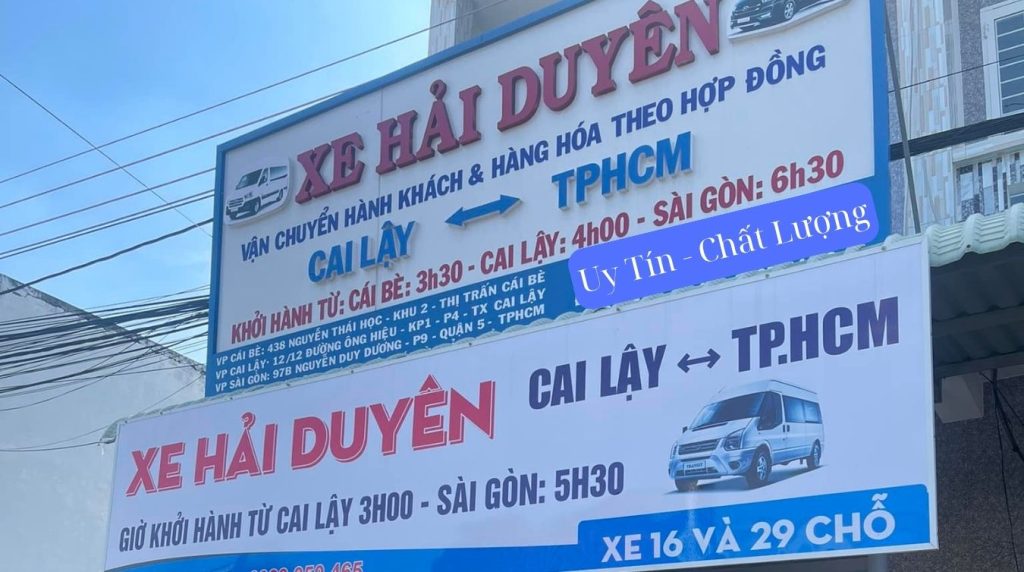 XE HẢI DUYÊN
VẬN CHUYỂN HÀNH KHÁCH & HÀNG HÓA THEO HỢP ĐỒNG
CAI LẬY ↔ TPHCM
KHỞI HÀNH TỪ: CÁI BÈ: 3h30 - CAI LẬY: 4h00 - SÀI GÒN: 6h30
VP CÁI BÈ: 438 NGUYỄN THÁI HỌC - KHU 2 - THỊ TRẤN CÁI BÈ
VP CAI LẬY: 12/12 ĐƯỜNG ÔNG HIỆU - KP1 - P4 - TX CAI LẬY
VP SÀI GÒN: 97B NGUYỄN DUY DƯƠNG - P9 - QUẬN 5 - TPHCM
Uy Tín - Chất Lượng
XE HẢI DUYÊN
CAI LẬY ↔ TP.HCM
GIỜ KHỞI HÀNH TỪ CAI LẬY 3H00 - SÀI GÒN: 5H30
XE 16 VÀ 29 CHỖ